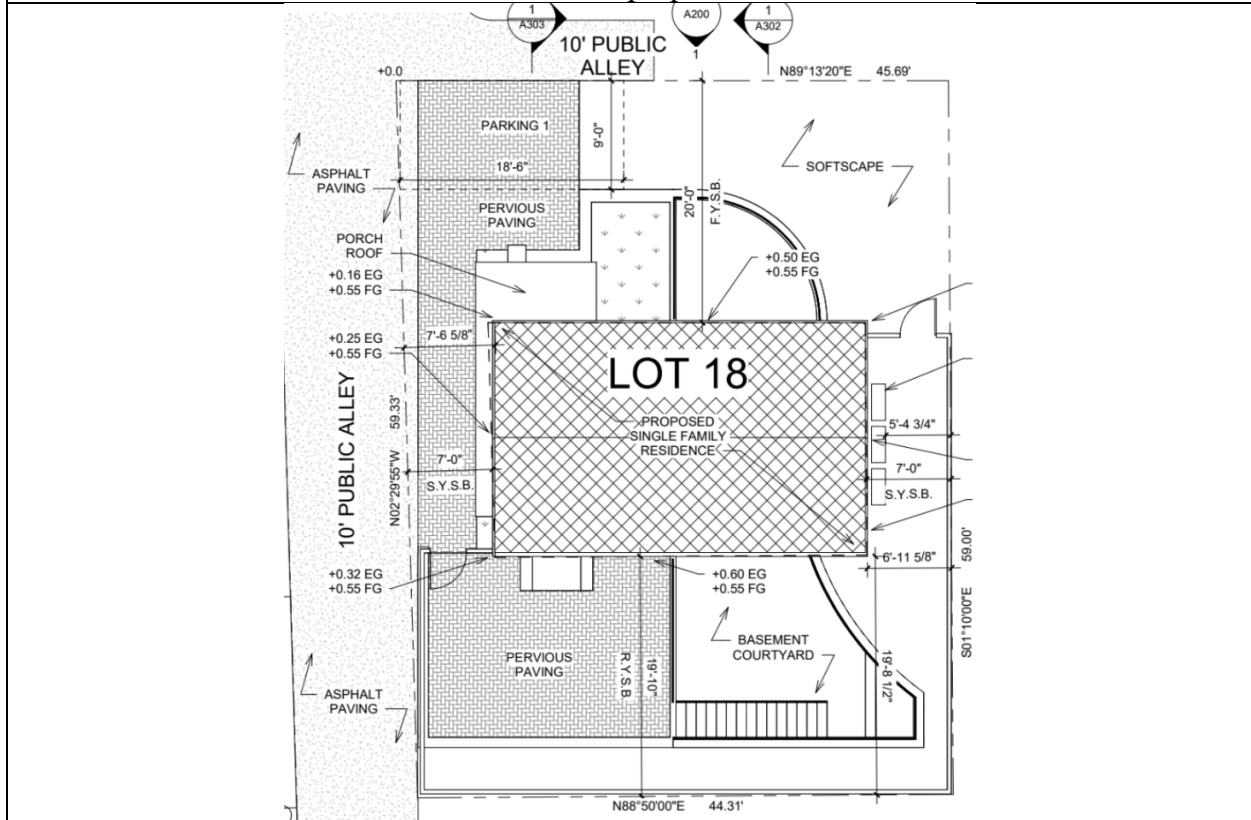 1
A303
A200
1
1
A302
10' PUBLIC
ALLEY
+0.0
N89°13'20"E 45.69'
PARKING 1
9'-0"
18'-6"
ASPHALT
PAVING
SOFTSCAPE
PERVIOUS
PAVING
20'-0"
F.Y.S.B.
PORCH
ROOF
+0.16 EG
+0.55 FG
+0.50 EG
+0.55 FG
+0.25 EG
+0.55 FG
7'-6 5/8"
LOT 18
PROPOSED
SINGLE FAMILY
RESIDENCE
5'-4 3/4"
10' PUBLIC ALLEY
N02°29'55"W 59.33'
7'-0"
S.Y.S.B.
7'-0"
S.Y.S.B.
6'-11 5/8"
59.00'
S01°10'00"E
+0.32 EG
+0.55 FG
+0.60 EG
+0.55 FG
PERVIOUS
PAVING
R.Y.S.B.
19'-10"
BASEMENT
COURTYARD
19'-8 1/2"
ASPHALT
PAVING
N88°50'00"E 44.31'